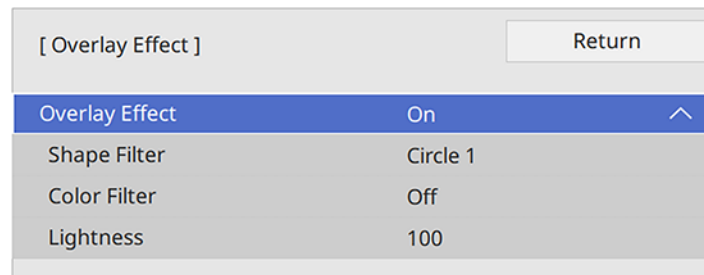 [ Overlay Effect ] Return
Overlay Effect On
Shape Filter Circle 1
Color Filter Off
Lightness 100